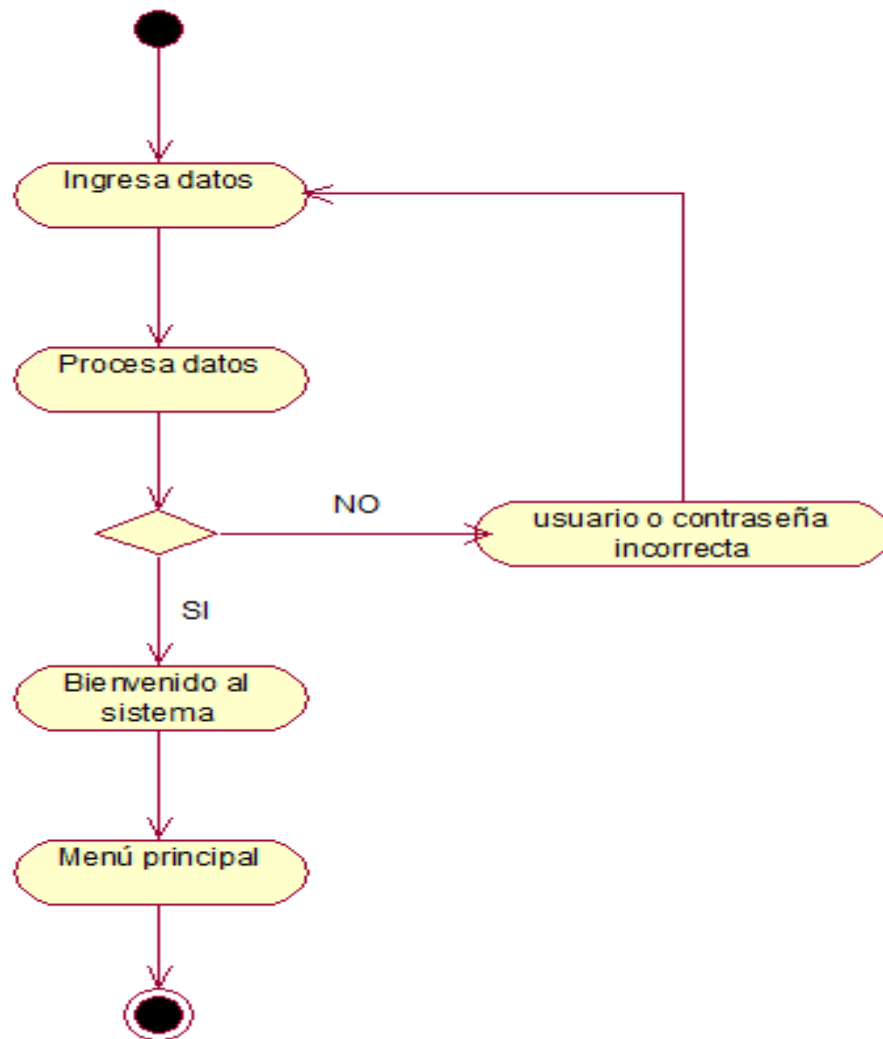 Ingresa datos
Procesa datos
NO
usuario o contraseña
incorrecta
SI
Bienvenido al
sistema
Menú principal